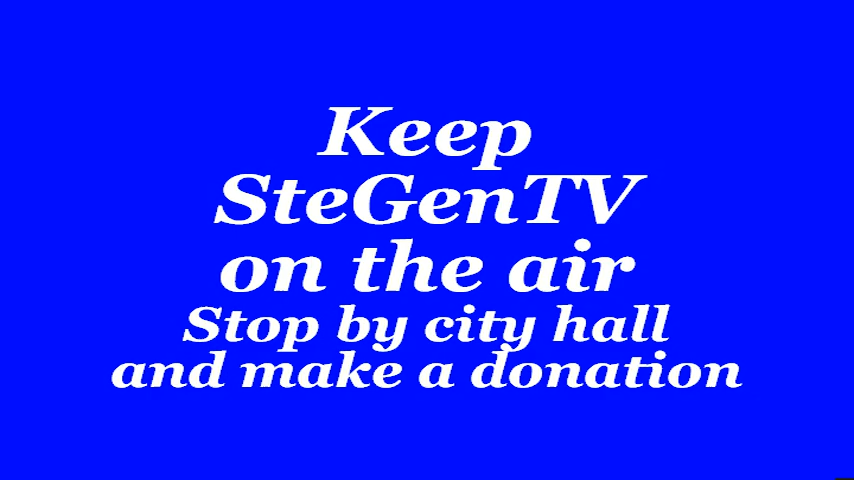 Keep
SteGenTV
on the air
Stop by city hall
and make a donation